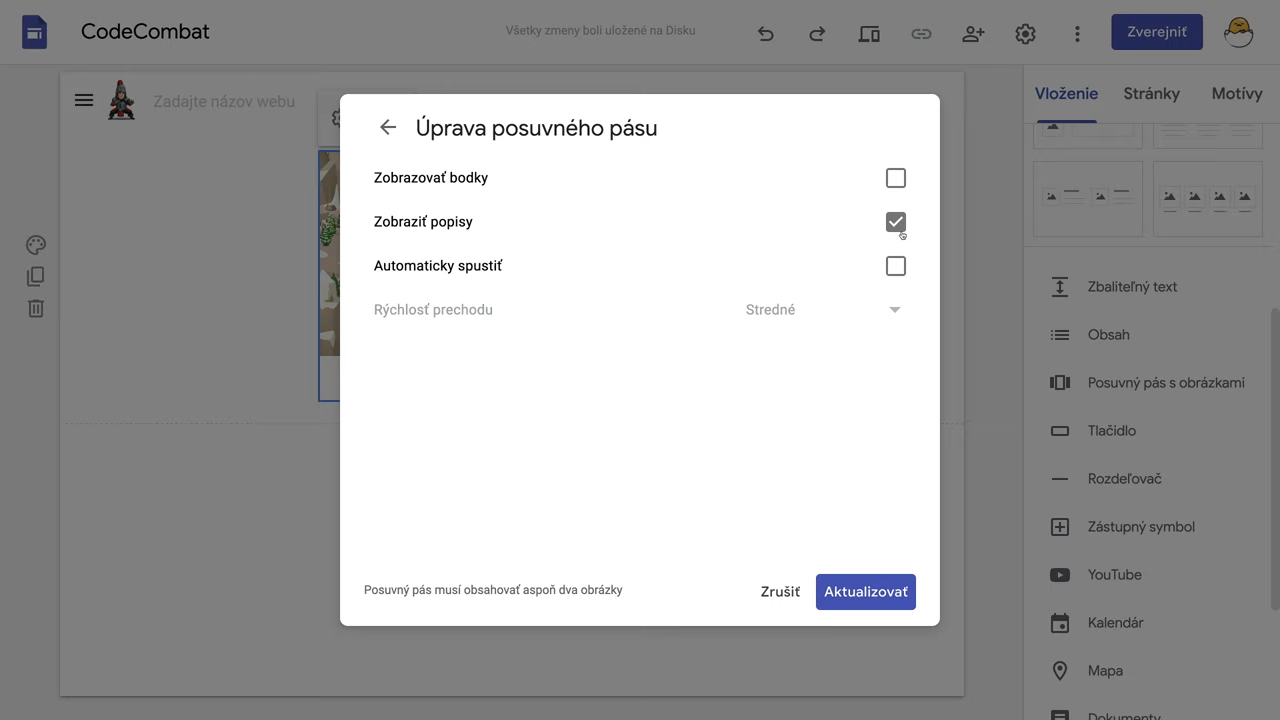 CodeCombat
Všetky zmeny boli uložené na Disku
Zverejniť
Zadajte názov webu
Vloženie
Stránky
Motívy
Úprava posuvného pásu
Zobrazovať bodky
Zobraziť popisy
Automaticky spustiť
Rýchlosť prechodu
Stredné
Posuvný pás musí obsahovať aspoň dva obrázky
Zrušiť
Aktualizovať
Zbaliteľný text
Obsah
Posuvný pás s obrázkami
Tlačidlo
Rozdeľovač
Zástupný symbol
YouTube
Kalendár
Mapa
Dokumenty